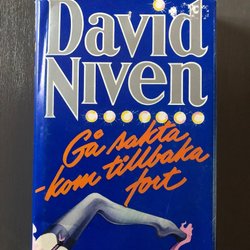 David
Niven
Gå sakta
-kom tillbaka
fort